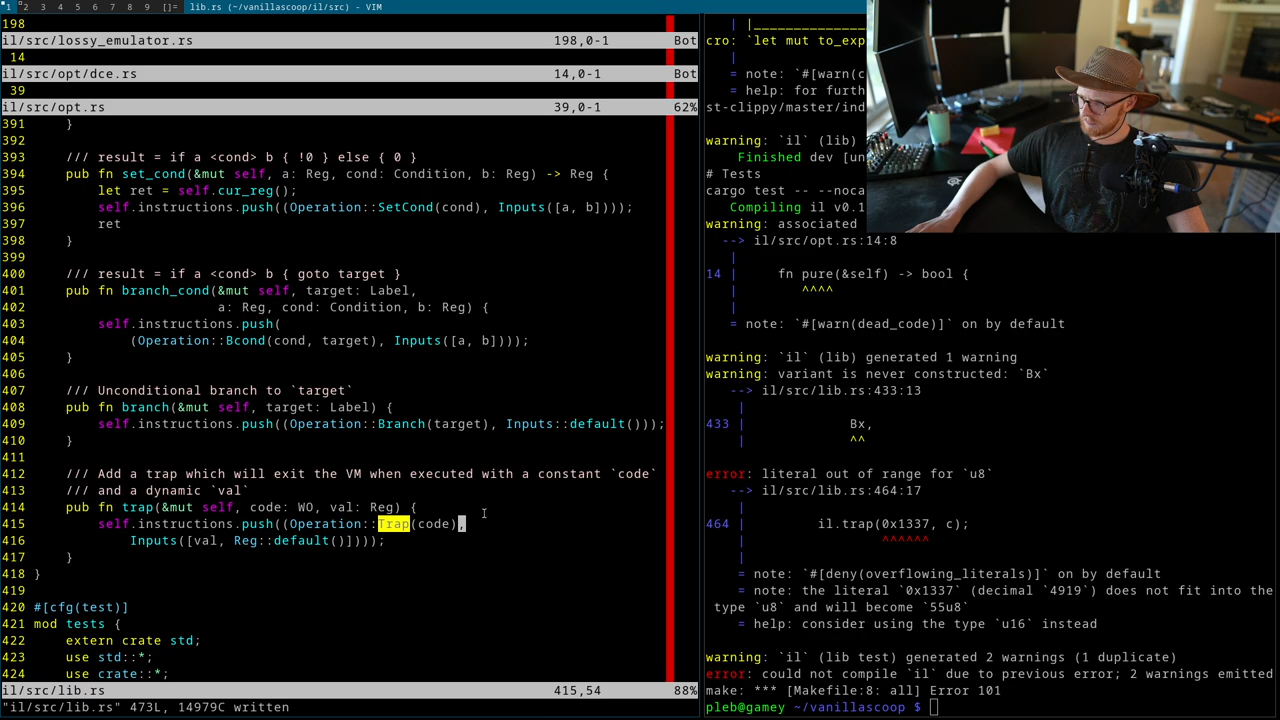 1 2 3 4 5 6 7 8 9 []= lib.rs (~/vanillascoop/il/src) - VIM
198
il/src/lossy_emulator.rs 198,0-1 Bot
14
il/src/opt/dce.rs 14,0-1 Bot
39
il/src/opt.rs 39,0-1 62%
391 }
392
393 /// result = if a <cond> b { !0 } else { 0 }
394 pub fn set_cond(&mut self, a: Reg, cond: Condition, b: Reg) -> Reg {
395 let ret = self.cur_reg();
396 self.instructions.push((Operation::SetCond(cond), Inputs([a, b])));
397 ret
398 }
399
400 /// result = if a <cond> b { goto target }
401 pub fn branch_cond(&mut self, target: Label,
402 a: Reg, cond: Condition, b: Reg) {
403 self.instructions.push(
404 (Operation::Bcond(cond, target), Inputs([a, b])));
405 }
406
407 /// Unconditional branch to `target`
408 pub fn branch(&mut self, target: Label) {
409 self.instructions.push((Operation::Branch(target), Inputs::default()));
410 }
411
412 /// Add a trap which will exit the VM when executed with a constant `code`
413 /// and a dynamic `val`
414 pub fn trap(&mut self, code: WO, val: Reg) {
415 self.instructions.push((Operation::Trap(code),
416 Inputs([val, Reg::default()])));
417 }
418 }
419
420 #[cfg(test)]
421 mod tests {
422 extern crate std;
423 use std::*;
424 use crate::*;
il/src/lib.rs 415,54 88%
"il/src/lib.rs" 473L, 14979C written
| |_______
cro: `let mut to_exp
|
= note: `#[warn(c
= help: for furth
st-clippy/master/ind
warning: `il` (lib)
Finished dev [un
# Tests
cargo test -- --noca
Compiling il v0.1
warning: associated
--> il/src/opt.rs:14:8
|
14 | fn pure(&self) -> bool {
| ^^^^
|
= note: `#[warn(dead_code)]` on by default
warning: `il` (lib) generated 1 warning
warning: variant is never constructed: `Bx`
--> il/src/lib.rs:433:13
|
433 | Bx,
| ^^
error: literal out of range for `u8`
--> il/src/lib.rs:464:17
|
464 | il.trap(0x1337, c);
| ^^^^^^
|
= note: `#[deny(overflowing_literals)]` on by default
= note: the literal `0x1337` (decimal `4919`) does not fit into the
type `u8` and will become `55u8`
= help: consider using the type `u16` instead
warning: `il` (lib test) generated 2 warnings (1 duplicate)
error: could not compile `il` due to previous error; 2 warnings emitted
make: *** [Makefile:8: all] Error 101
pleb@gamey ~/vanillascoop $